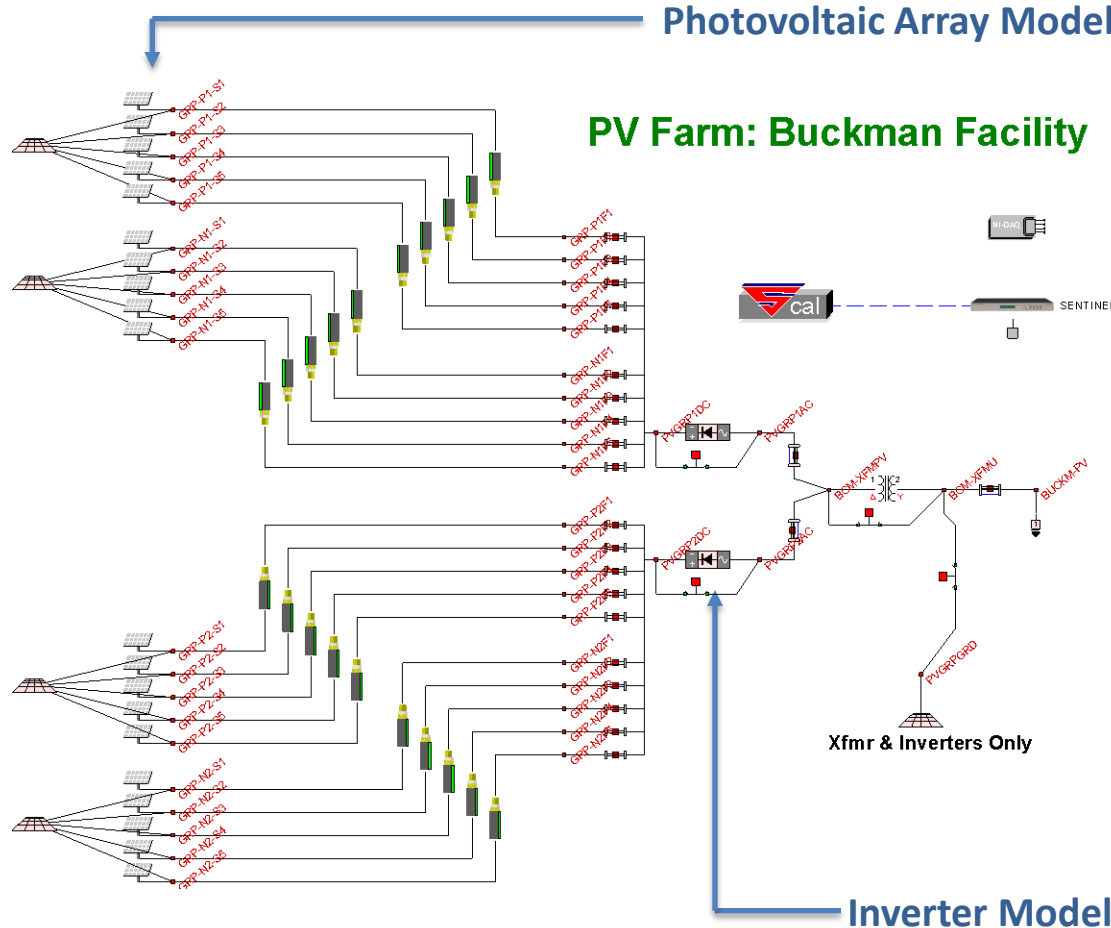 Photovoltaic Array Model
PV Farm: Buckman Facility
GRP-P1-S1
GRP-P1-S2
GRP-P1-S3
GRP-P1-S4
GRP-P1-S5
GRP-N1-S1
GRP-N1-S2
GRP-N1-S3
GRP-N1-S4
GRP-N1-S5
GRP-P1F1
GRP-N1F1
NI-DAQ
cal
SENTINE
PVGRP1DC
PVGRP1AC
BCM-XFMPV
1 2
Y
BCM-XFMU
BUCKM-PV
GRP-P2F1
PVGRP2DC
PVGRP2AC
GRP-P2-S1
GRP-P2-S2
GRP-P2-S3
GRP-P2-S4
GRP-P2-S5
GRP-N2F1
PVGRPGRD
Xfmr & Inverters Only
GRP-N2-S1
GRP-N2-S2
GRP-N2-S3
GRP-N2-S4
GRP-N2-S5
Inverter Model